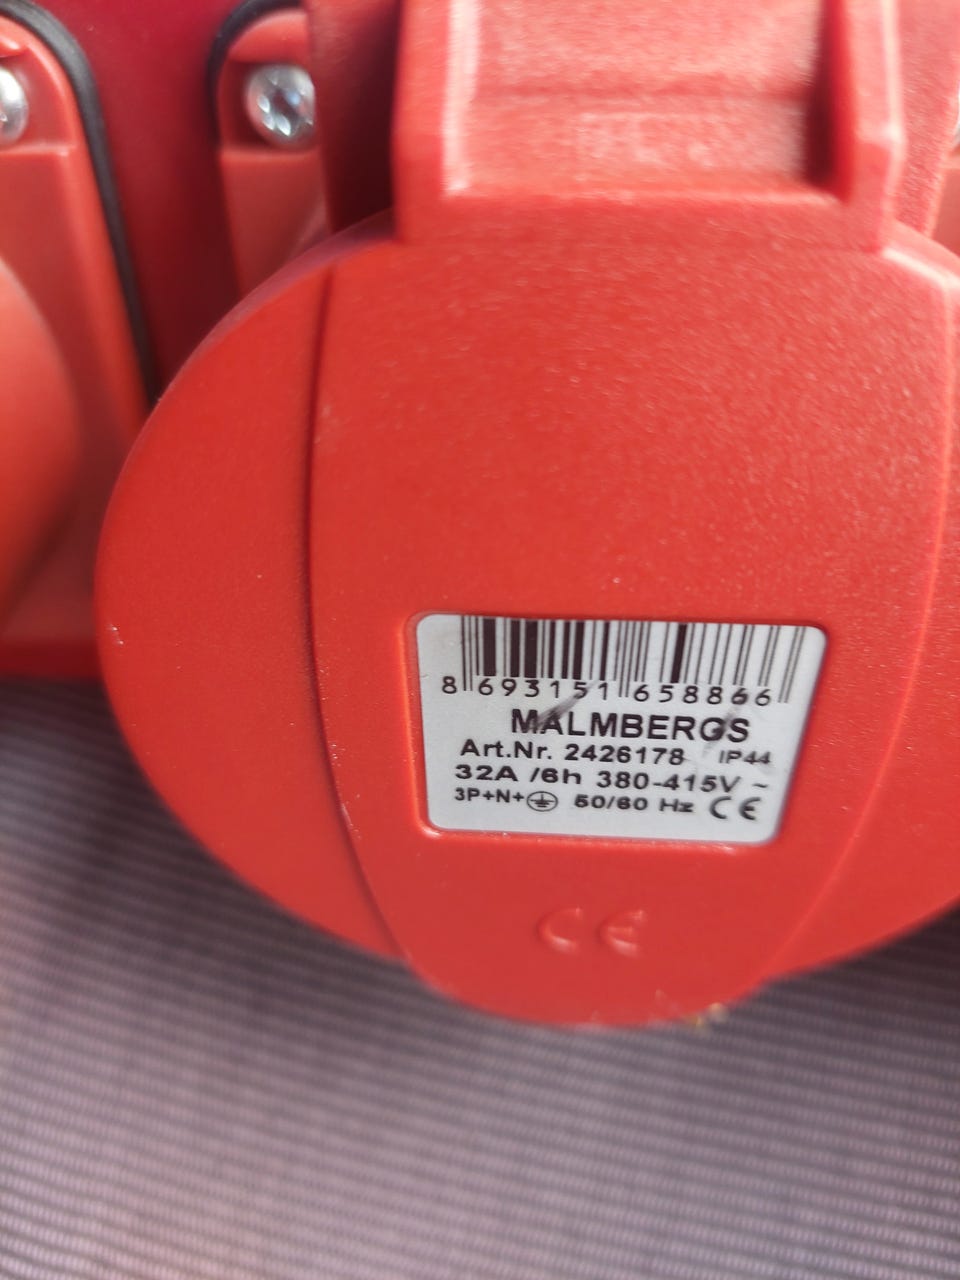 8 693151 658866
MALMBERGS
Art.Nr. 2426178 IP44
32A /6h 380-415V ~
3P+N+⏚ 50/60 Hz CE
CE